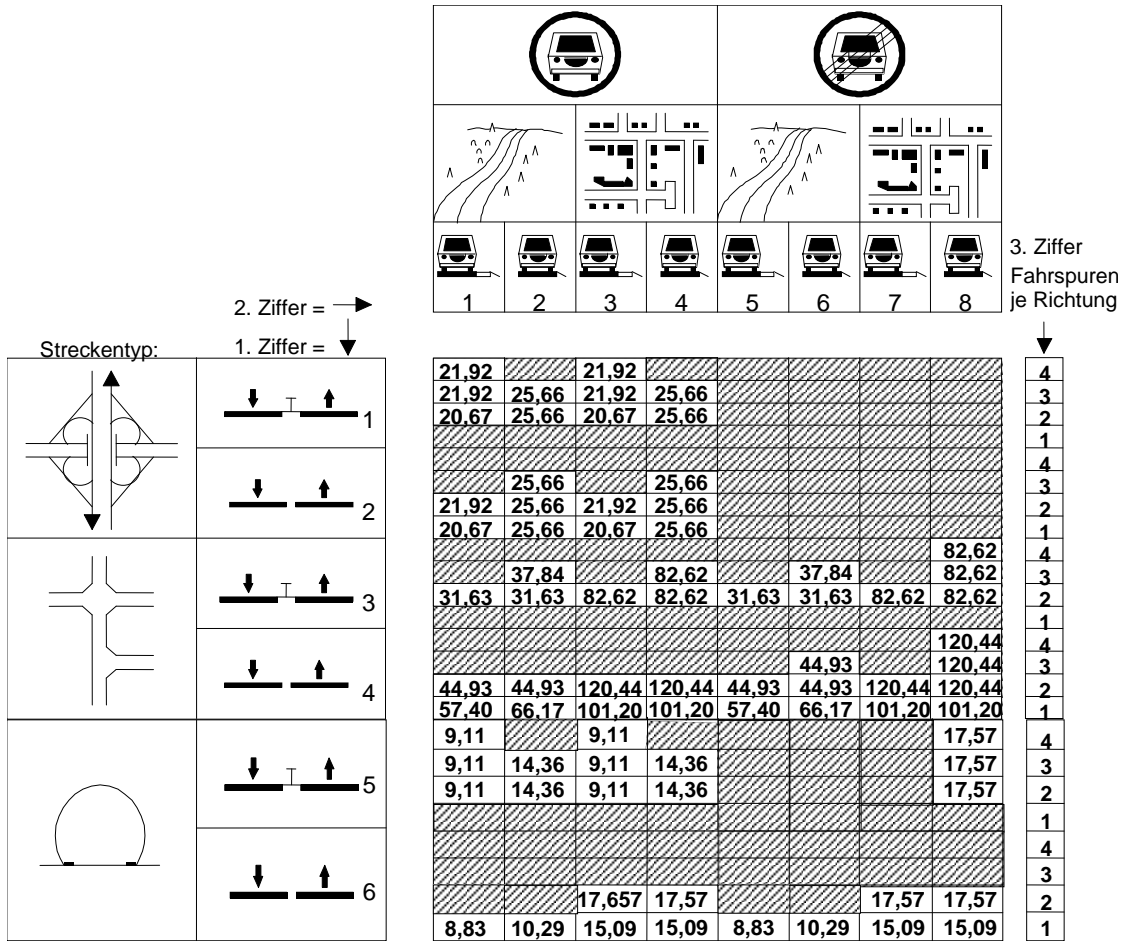 3. Ziffer
Fahrspuren
je Richtung
1 2 3 4 5 6 7 8
2. Ziffer =
1. Ziffer =
Streckentyp:
21,92 21,92 4
21,92 25,66 21,92 25,66 3
1 20,67 25,66 20,67 25,66 2
1
4
25,66 25,66 3
2 21,92 25,66 21,92 25,66 2
20,67 25,66 20,67 25,66 1
82,62 4
37,84 82,62 37,84 82,62 3
3 31,63 31,63 82,62 82,62 31,63 31,63 82,62 82,62 2
1
120,44 4
44,93 120,44 3
4 44,93 44,93 120,44 120,44 44,93 44,93 120,44 120,44 2
57,40 66,17 101,20 101,20 57,40 66,17 101,20 101,20 1
9,11 9,11 17,57 4
9,11 14,36 9,11 14,36 17,57 3
5 9,11 14,36 9,11 14,36 17,57 2
1
4
3
6 17,657 17,57 17,57 17,57 2
8,83 10,29 15,09 15,09 8,83 10,29 15,09 15,09 1